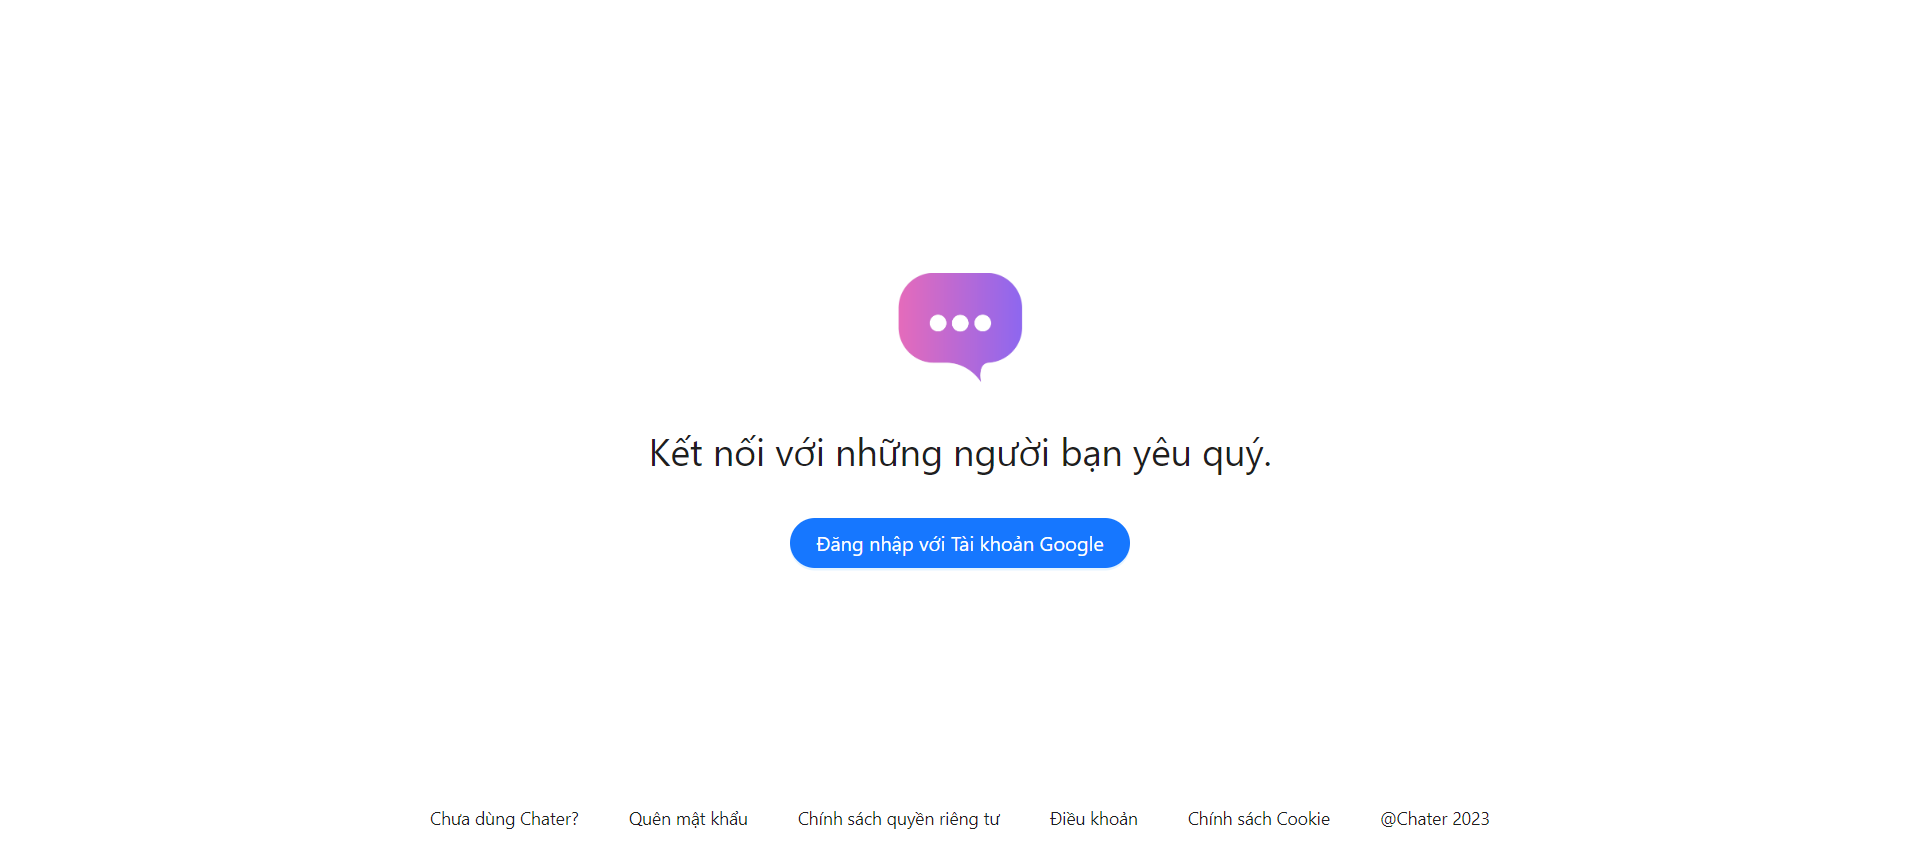 Kết nối với những người bạn yêu quý.
Đăng nhập với Tài khoản Google
Chưa dùng Chater? Quên mật khẩu Chính sách quyền riêng tư Điều khoản Chính sách Cookie @Chater 2023